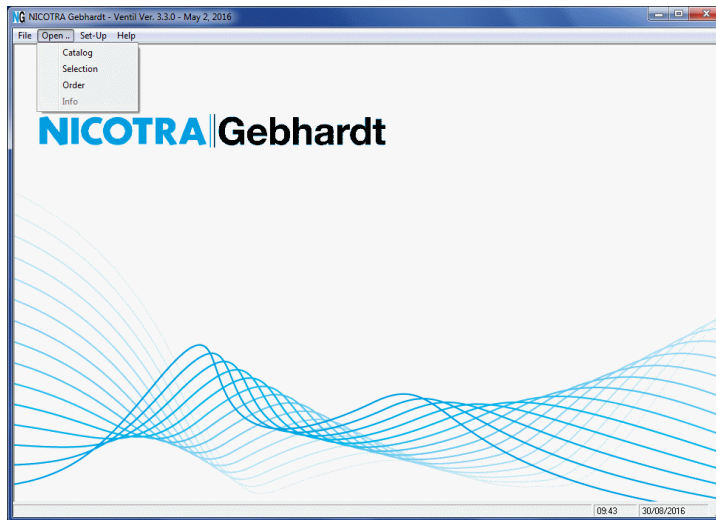 NG NICOTRA Gebhardt - Ventil Ver. 3.3.0 - May 2, 2016
File Open .. Set-Up Help
Catalog
Selection
Order
Info
NICOTRA Gebhardt
09:43 30/08/2016